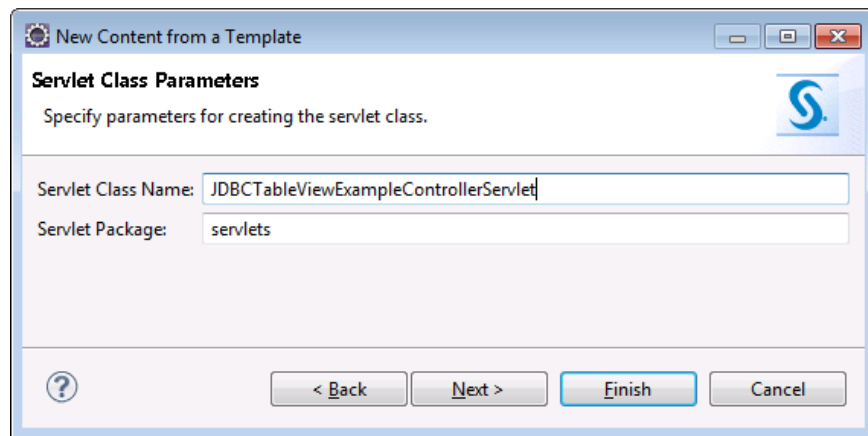 New Content from a Template
Servlet Class Parameters
Specify parameters for creating the servlet class.
Servlet Class Name: JDBCTableViewExampleControllerServlet
Servlet Package: servlets
? < Back Next > Finish Cancel